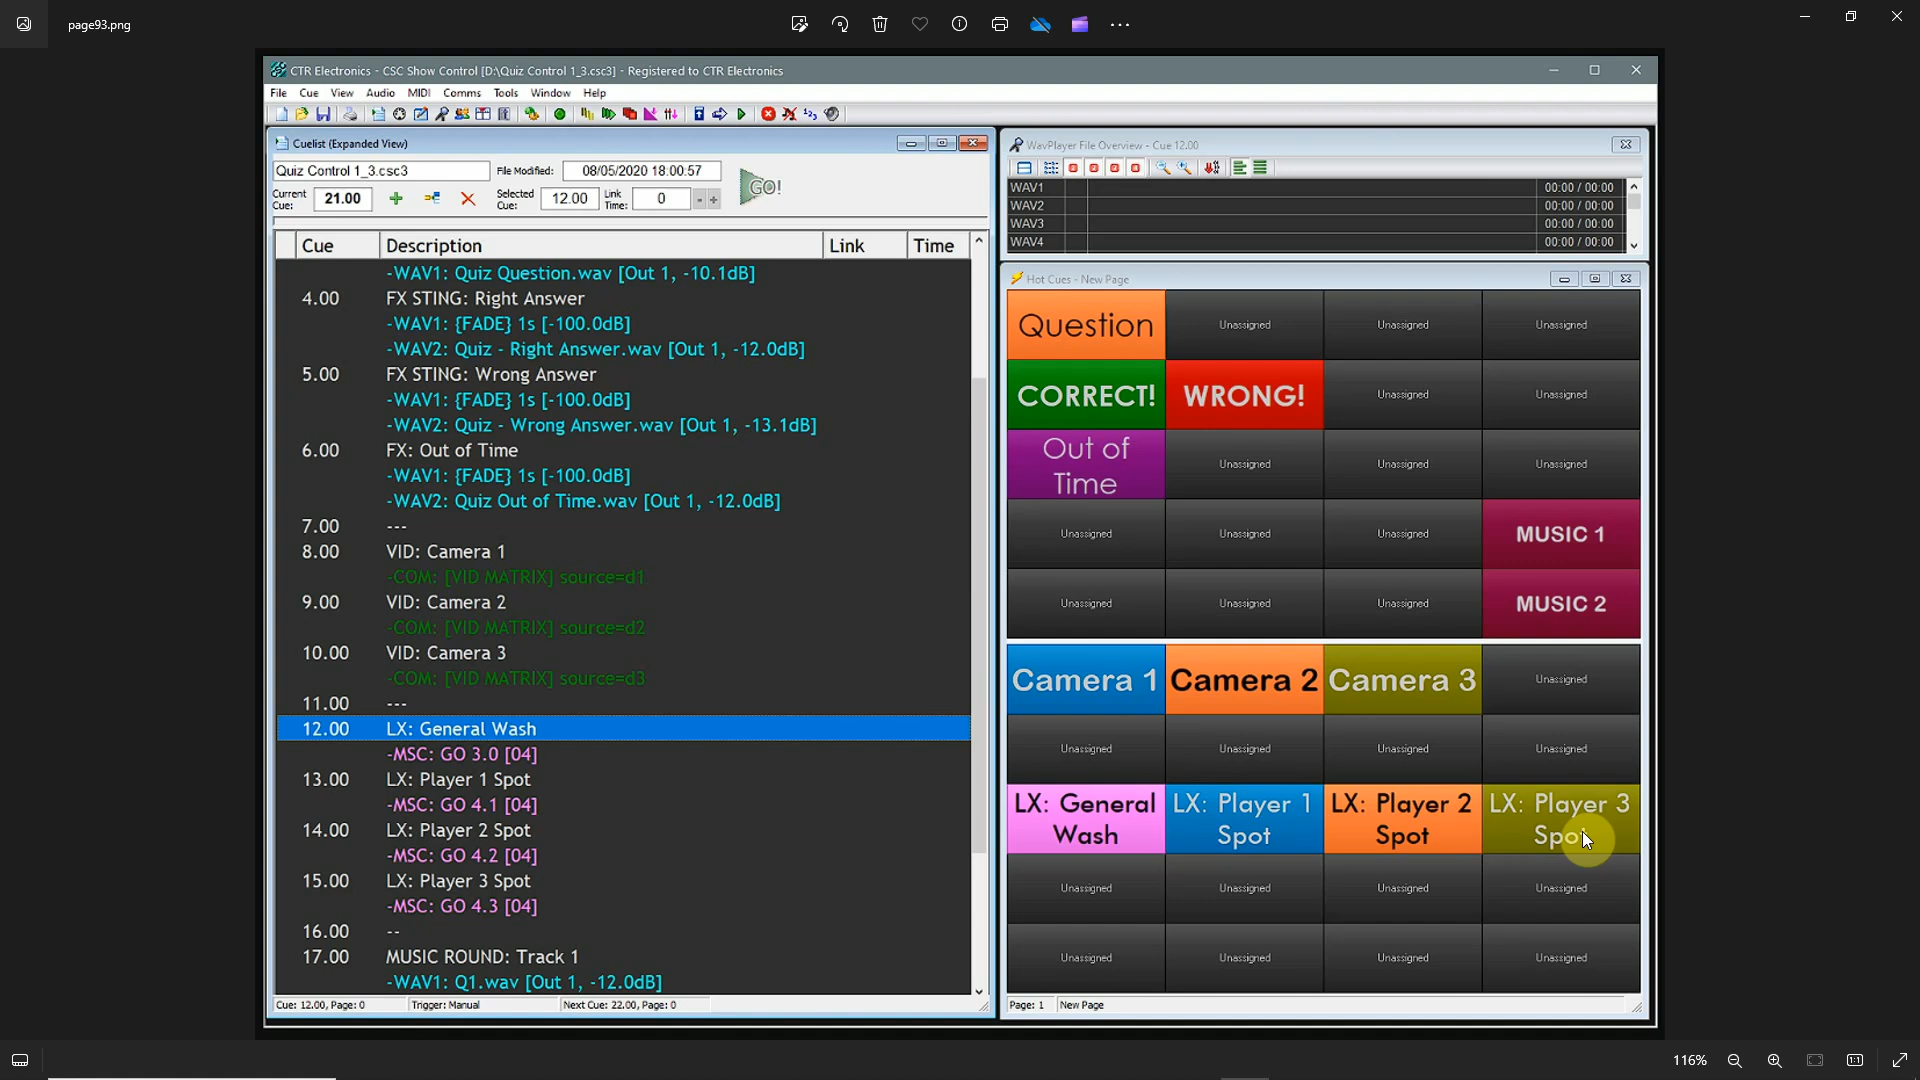 page93.png
CTR Electronics - CSC Show Control [D:\Quiz Control 1_3.csc3] - Registered to CTR Electronics
File Cue View Audio MIDI Comms Tools Window Help
Cuelist (Expanded View)
Quiz Control 1_3.csc3 File Modified: 08/05/2020 18:00:57 GO!
Current Cue: 21.00 Selected Cue: 12.00 Link Time: 0 - +
Cue Description Link Time
-WAV1: Quiz Question.wav [Out 1, -10.1dB]
4.00 FX STING: Right Answer
-WAV1: {FADE} 1s [-100.0dB]
-WAV2: Quiz - Right Answer.wav [Out 1, -12.0dB]
5.00 FX STING: Wrong Answer
-WAV1: {FADE} 1s [-100.0dB]
-WAV2: Quiz - Wrong Answer.wav [Out 1, -13.1dB]
6.00 FX: Out of Time
-WAV1: {FADE} 1s [-100.0dB]
-WAV2: Quiz Out of Time.wav [Out 1, -12.0dB]
7.00 ---
8.00 VID: Camera 1
-COM: [VID MATRIX] source=d1
9.00 VID: Camera 2
-COM: [VID MATRIX] source=d2
10.00 VID: Camera 3
-COM: [VID MATRIX] source=d3
11.00 ---
12.00 LX: General Wash
-MSC: GO 3.0 [04]
13.00 LX: Player 1 Spot
-MSC: GO 4.1 [04]
14.00 LX: Player 2 Spot
-MSC: GO 4.2 [04]
15.00 LX: Player 3 Spot
-MSC: GO 4.3 [04]
16.00 --
17.00 MUSIC ROUND: Track 1
-WAV1: Q1.wav [Out 1, -12.0dB]
Cue: 12.00, Page: 0 Trigger: Manual Next Cue: 22.00, Page: 0
WavPlayer File Overview - Cue 12.00
WAV1 00:00 / 00:00
WAV2 00:00 / 00:00
WAV3 00:00 / 00:00
WAV4 00:00 / 00:00
Hot Cues - New Page
Question Unassigned Unassigned Unassigned
CORRECT! WRONG! Unassigned Unassigned
Out of Time Unassigned Unassigned Unassigned
Unassigned Unassigned Unassigned MUSIC 1
Unassigned Unassigned Unassigned MUSIC 2
Camera 1 Camera 2 Camera 3 Unassigned
Unassigned Unassigned Unassigned Unassigned
LX: General Wash LX: Player 1 Spot LX: Player 2 Spot LX: Player 3 Spot
Unassigned Unassigned Unassigned Unassigned
Unassigned Unassigned Unassigned Unassigned
Page: 1 New Page
116%